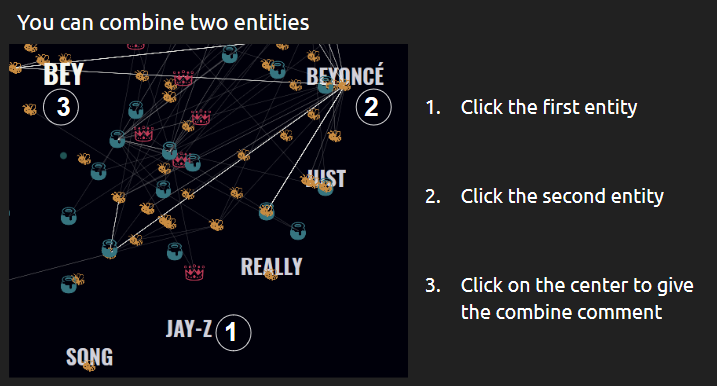 You can combine two entities
BEY
3
BEYONCÉ
2
JUST
REALLY
JAY-Z 1
SONG
1. Click the first entity
2. Click the second entity
3. Click on the center to give
the combine comment